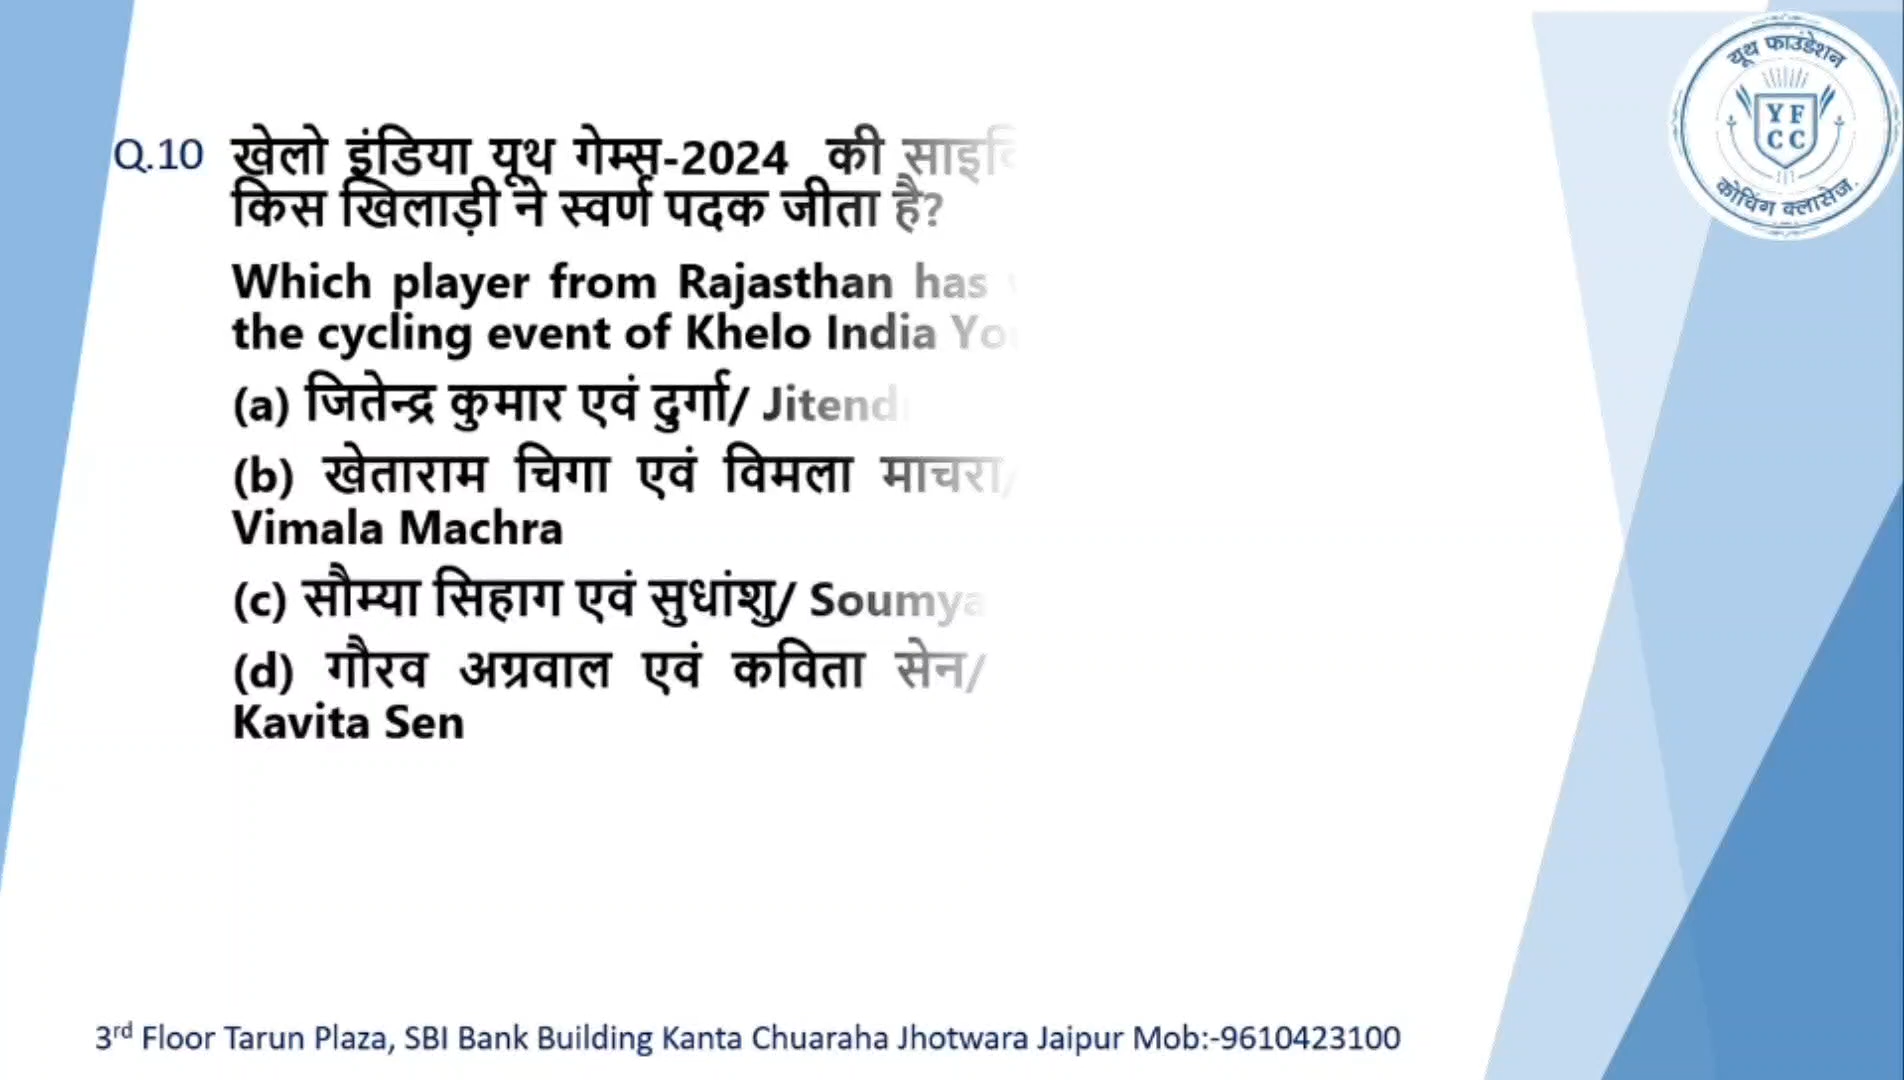 यूथ फाउंडेशन
YF
CC
कोचिंग क्लासेज
Q.10 खेलो इंडिया यूथ गेम्स-2024 की
किस खिलाड़ी ने स्वर्ण पदक जीता है?
Which player from Rajasthan has
the cycling event of Khelo India
(a) जितेन्द्र कुमार एवं दुर्गा/
(b) खेताराम चिगा एवं विमला माचरा/
Vimala Machra
(c) सौम्या सिहाग एवं सुधांशु/ Soumya
(d) गौरव अग्रवाल एवं कविता सेन/
Kavita Sen
3rd Floor Tarun Plaza, SBI Bank Building Kanta Chuaraha Jhotwara Jaipur Mob:-9610423100